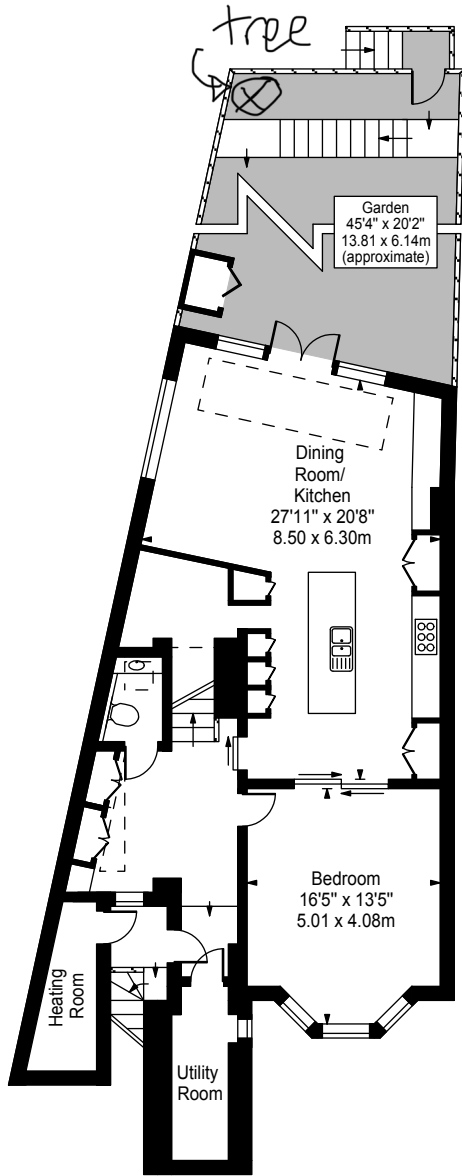 tree
Garden
45'4" x 20'2"
13.81 x 6.14m
(approximate)
Dining
Room/
Kitchen
27'11" x 20'8"
8.50 x 6.30m
Bedroom
16'5" x 13'5"
5.01 x 4.08m
Heating
Room
Utility
Room